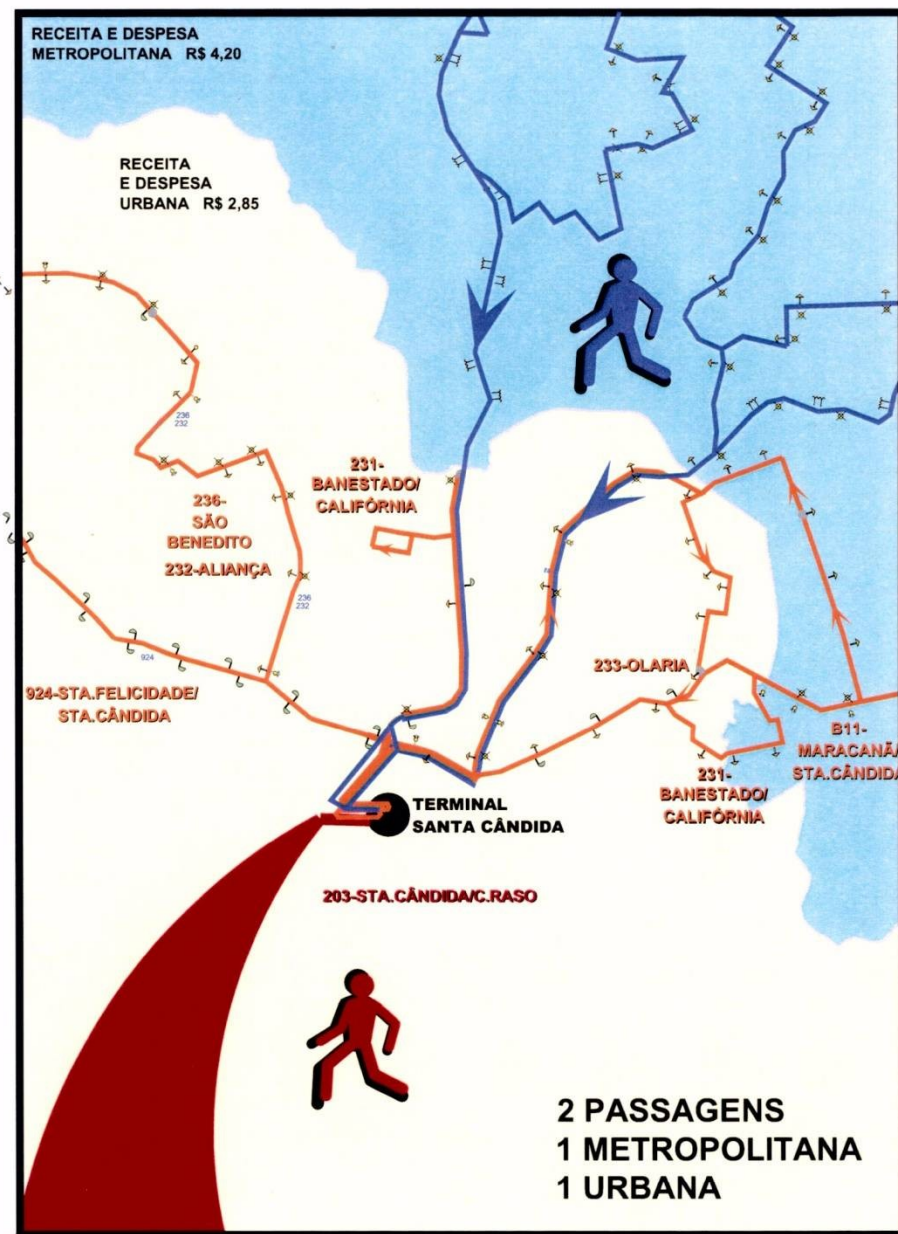 RECEITA E DESPESA
METROPOLITANA R$ 4,20
RECEITA
E DESPESA
URBANA R$ 2,85
236
232
231-
BANESTADO/
CALIFÓRNIA
236-
SÃO
BENEDITO
232-ALIANÇA
236
232
924
924-STA.FELICIDADE/
STA.CÂNDIDA
233-OLARIA
B11-
MARACANÃ/
STA.CÂNDIDA
231-
BANESTADO/
CALIFÓRNIA
TERMINAL
SANTA CÂNDIDA
203-STA.CÂNDIDA/C.RASO
2 PASSAGENS
1 METROPOLITANA
1 URBANA